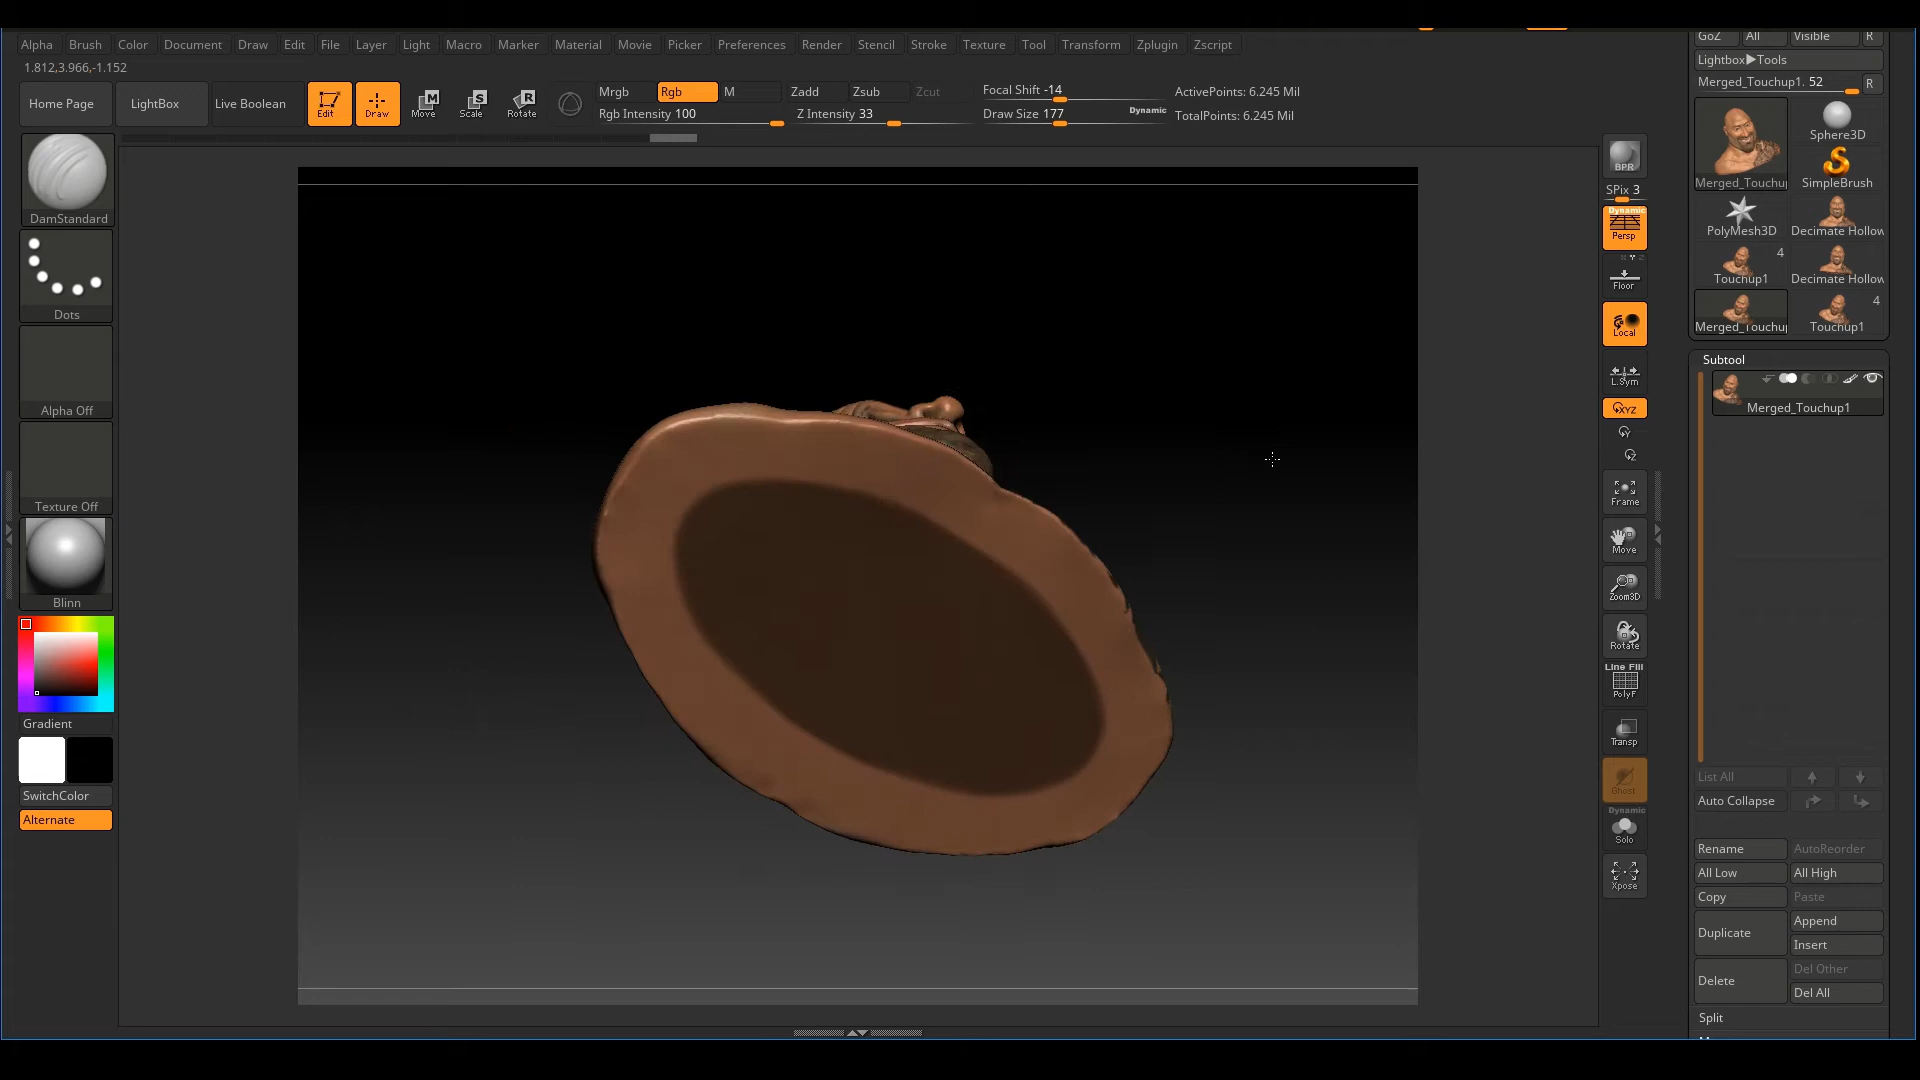 GoZ All Visible R
Alpha Brush Color Document Draw Edit File Layer Light Macro Marker Material Movie Picker Preferences Render Stencil Stroke Texture Tool Transform Zplugin Zscript
Lightbox▶Tools
1.812,3.966,-1.152
Merged_Touchup1. 52 R
Home Page LightBox Live Boolean Edit Draw Move Scale Rotate
Mrgb Rgb M Zadd Zsub Zcut Focal Shift -14 ActivePoints: 6.245 Mil
Rgb Intensity 100 Z Intensity 33 Draw Size 177 Dynamic TotalPoints: 6.245 Mil
DamStandard
Dots
Alpha Off
Texture Off
Blinn
Gradient
SwitchColor
Alternate
BPR
SPix 3
Dynamic
Persp
Floor
Local
L.Sym
XYZ
Y
Z
Frame
Move
Zoom3D
Rotate
Line Fill
PolyF
Transp
Ghost
Dynamic
Solo
Xpose
Sphere3D
Merged_Touchup SimpleBrush
PolyMesh3D Decimate Hollow
4
Touchup1 Decimate Hollow
4
Merged_Touchup Touchup1
Subtool
Merged_Touchup1
List All
Auto Collapse
Rename AutoReorder
All Low All High
Copy Paste
Duplicate Append
Insert
Delete Del Other
Del All
Split